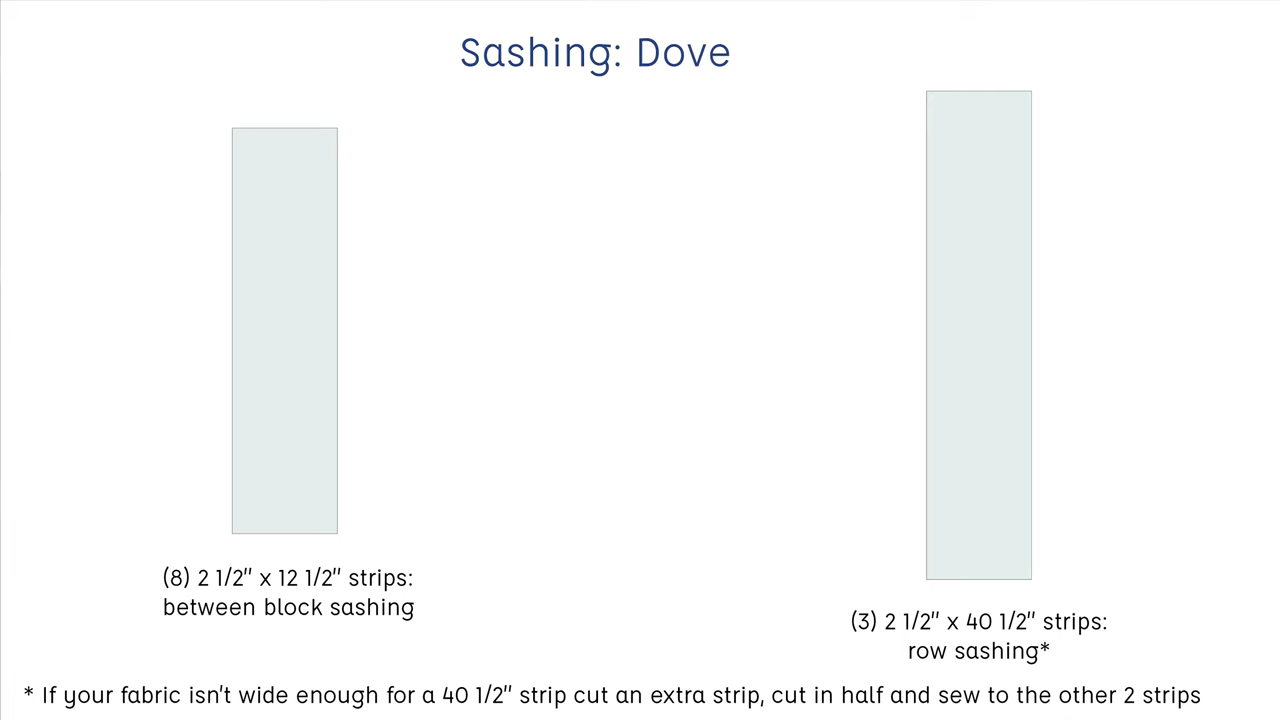 Sashing: Dove
(8) 2 1/2" x 12 1/2" strips:
between block sashing
(3) 2 1/2" x 40 1/2" strips:
row sashing*
* If your fabric isn't wide enough for a 40 1/2" strip cut an extra strip, cut in half and sew to the other 2 strips